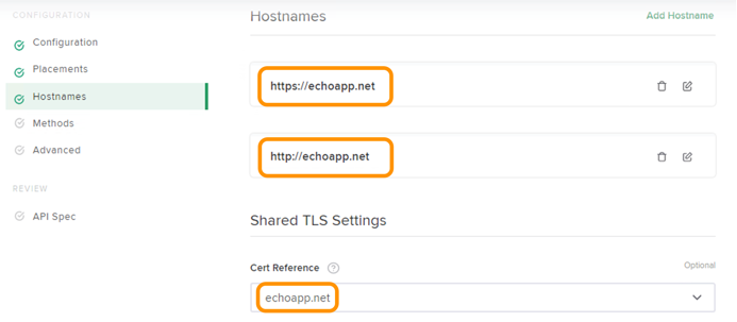 CONFIGURATION
Configuration
Placements
Hostnames
Methods
Advanced
REVIEW
API Spec
Hostnames
Add Hostname
https://echoapp.net
http://echoapp.net
Shared TLS Settings
Cert Reference ?
Optional
echoapp.net